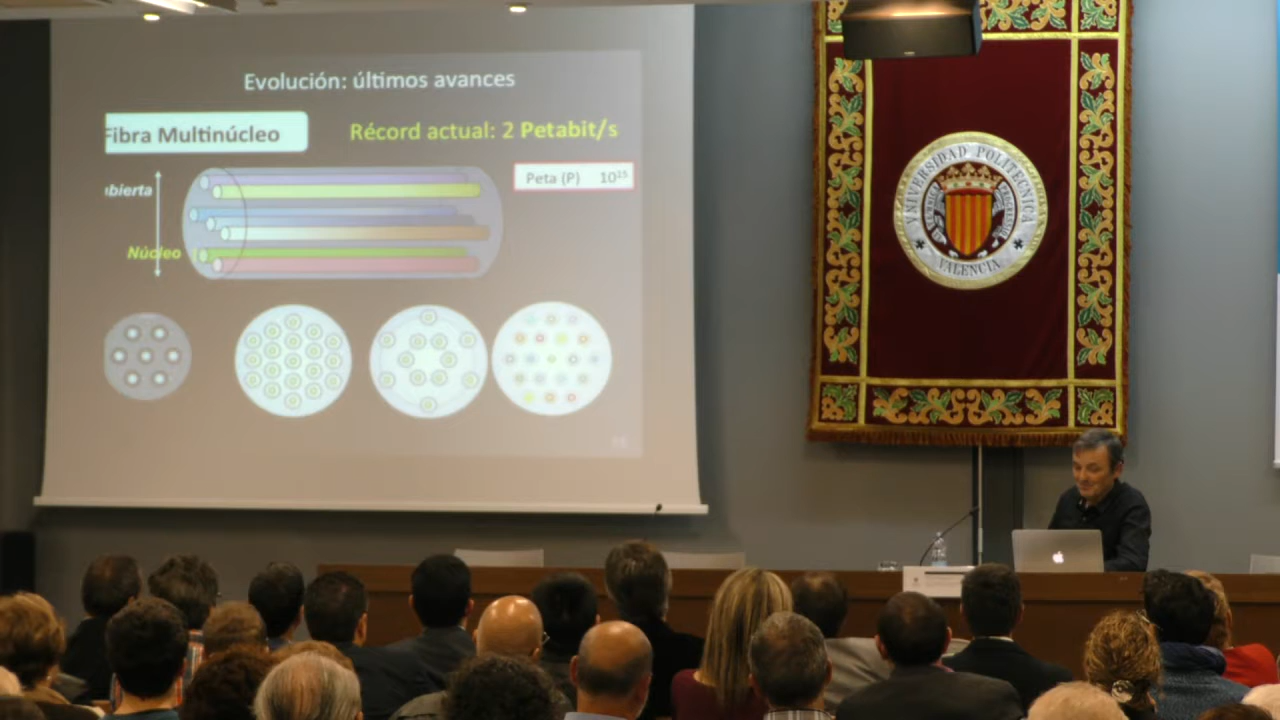 Evolución: últimos avances
Fibra Multinúcleo
Récord actual: 2 Petabit/s
Peta (P) 10¹⁵
bierta
Núcleo
UNIVERSIDAD POLITECNICA
VALENCIA